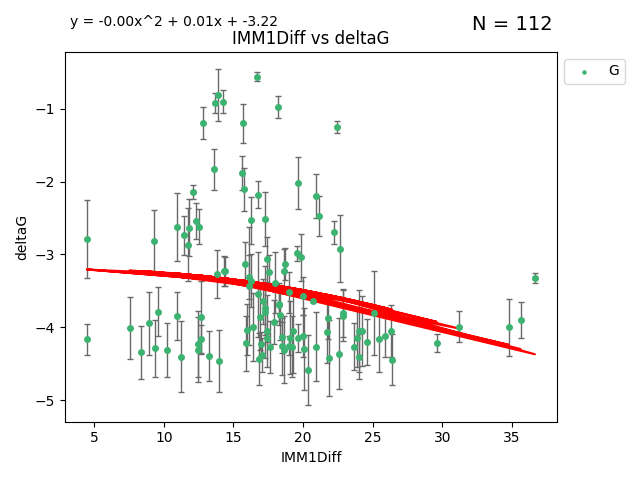 y = -0.00x^2 + 0.01x + -3.22
N = 112
IMM1Diff vs deltaG
G
deltaG
−1
−2
−3
−4
−5
5 10 15 20 25 30 35
IMM1Diff